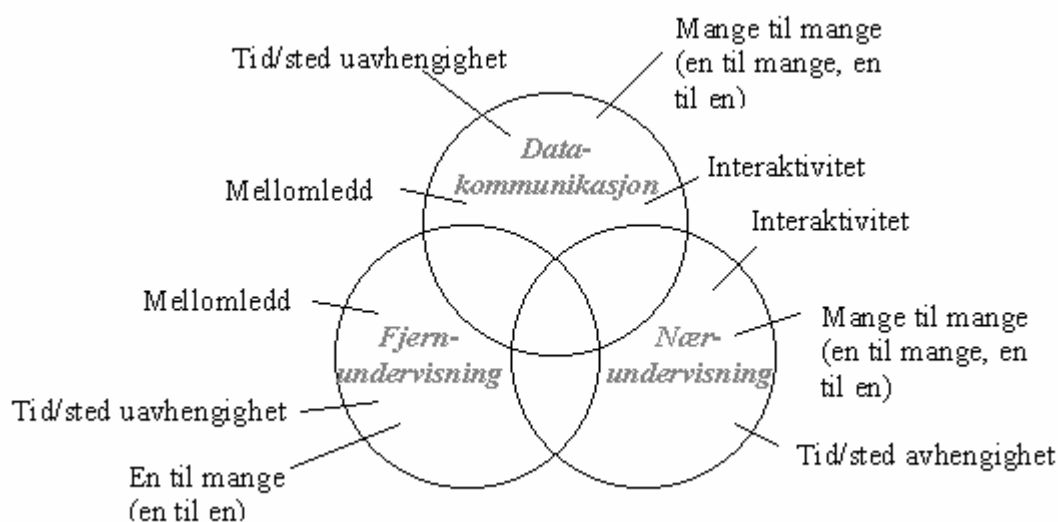 Tid/sted uavhengighet
Mange til mange
(en til mange, en
til en)
Data-
kommunikasjon
Mellomledd
Interaktivitet
Interaktivitet
Mellomledd
Fjern-
undervisning
Nær-
undervisning
Mange til mange
(en til mange, en
til en)
Tid/sted uavhengighet
Tid/sted avhengighet
En til mange
(en til en)